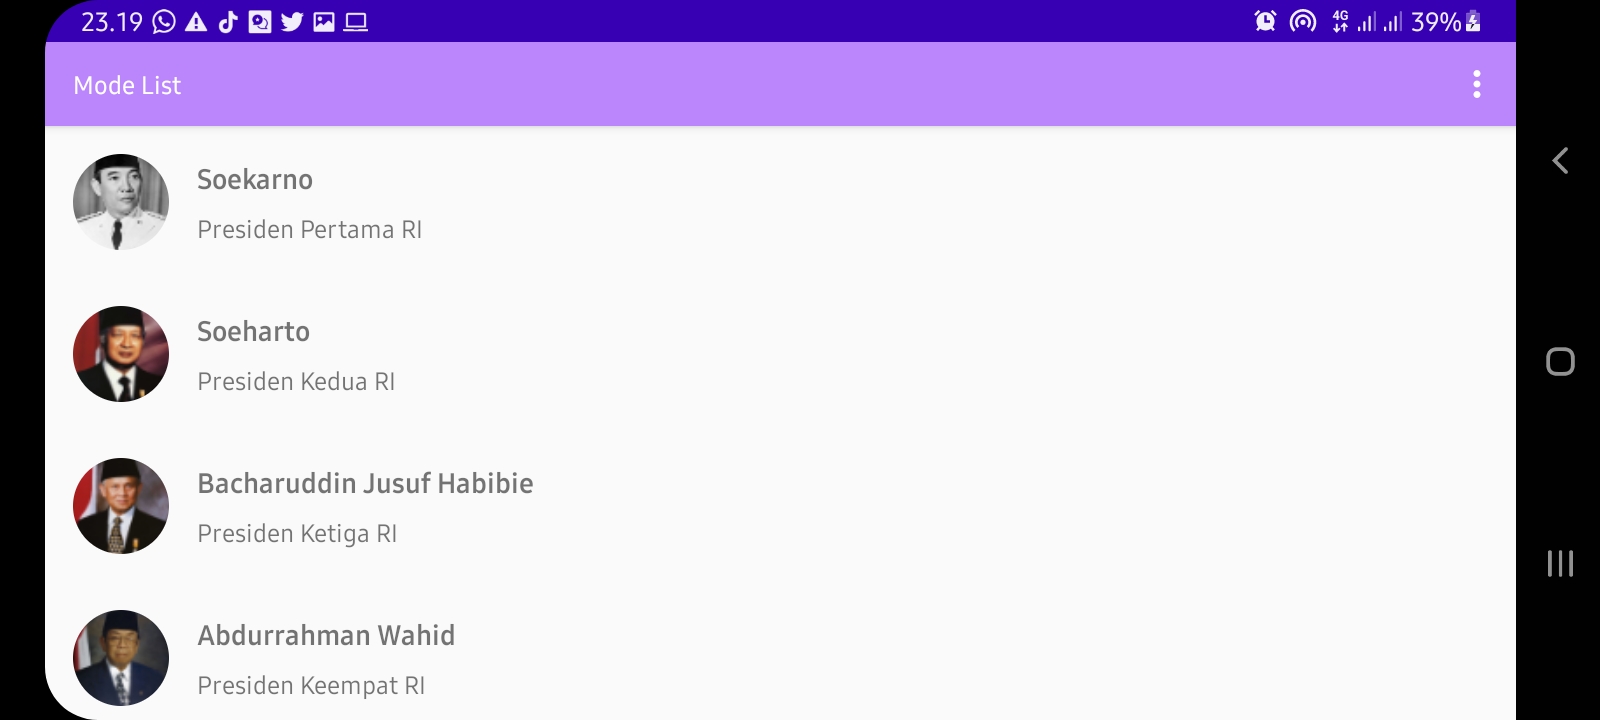 23.19
4G
39%
Mode List
Soekarno
Presiden Pertama RI
Soeharto
Presiden Kedua RI
Bacharuddin Jusuf Habibie
Presiden Ketiga RI
Abdurrahman Wahid
Presiden Keempat RI